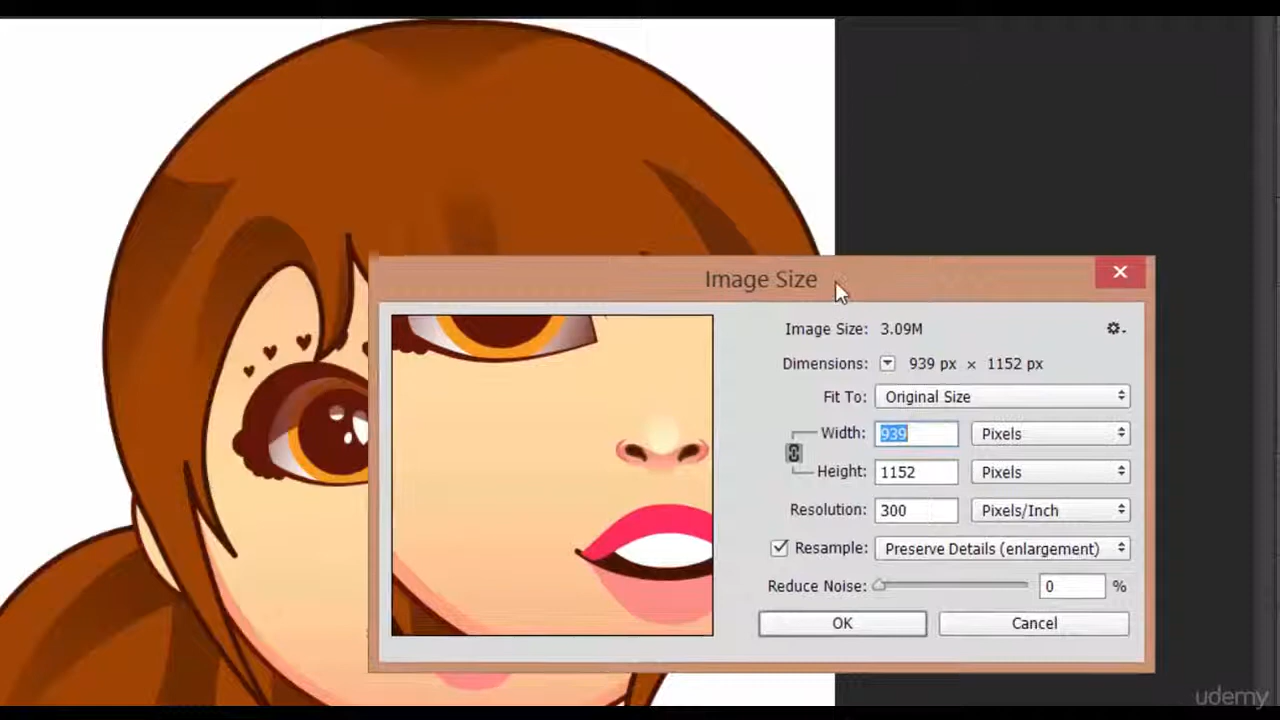 Image Size
Image Size: 3.09M
Dimensions: 939 px × 1152 px
Fit To: Original Size
Width: 939 Pixels
Height: 1152 Pixels
Resolution: 300 Pixels/Inch
Resample: Preserve Details (enlargement)
Reduce Noise: 0 %
OK Cancel
udemy